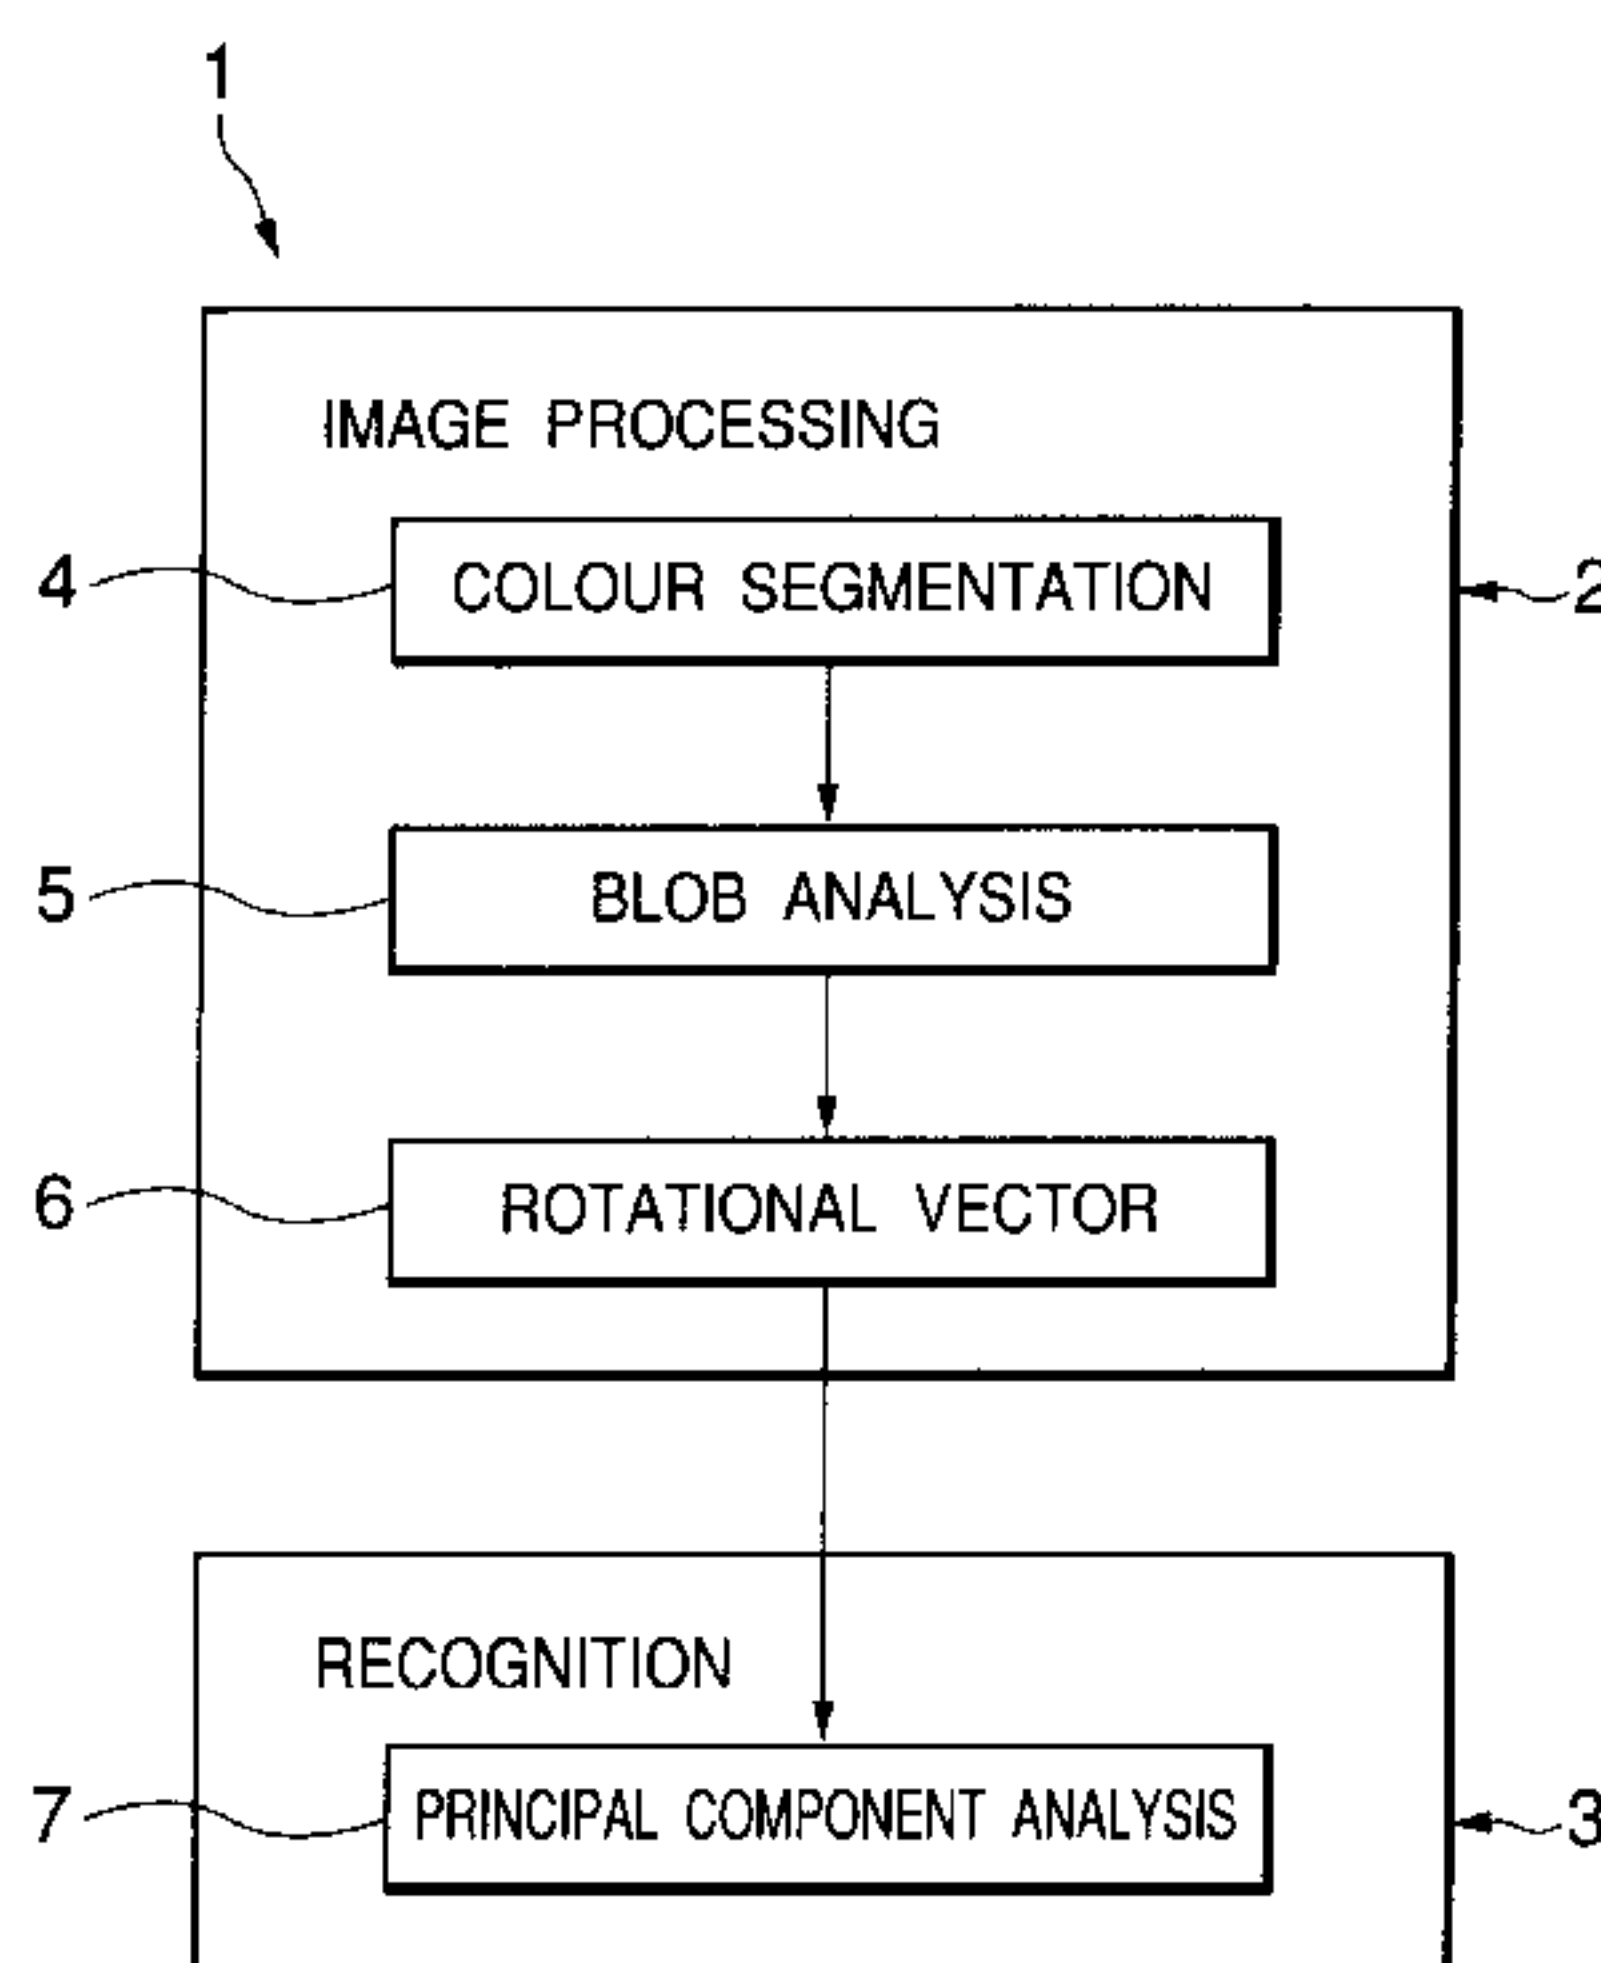 1
IMAGE PROCESSING
4 COLOUR SEGMENTATION 2
5 BLOB ANALYSIS
6 ROTATIONAL VECTOR
RECOGNITION
7 PRINCIPAL COMPONENT ANALYSIS 3